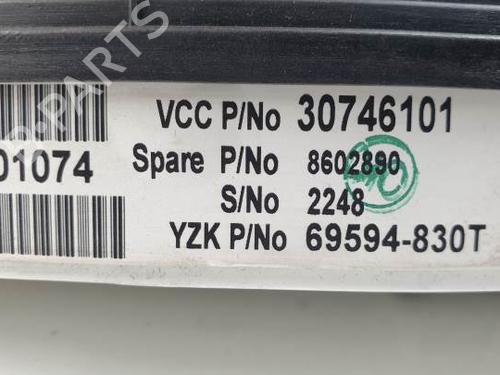 VCC P/No 30746101
01074
Spare P/No 8602890
S/No 2248
YZK P/No 69594-830T